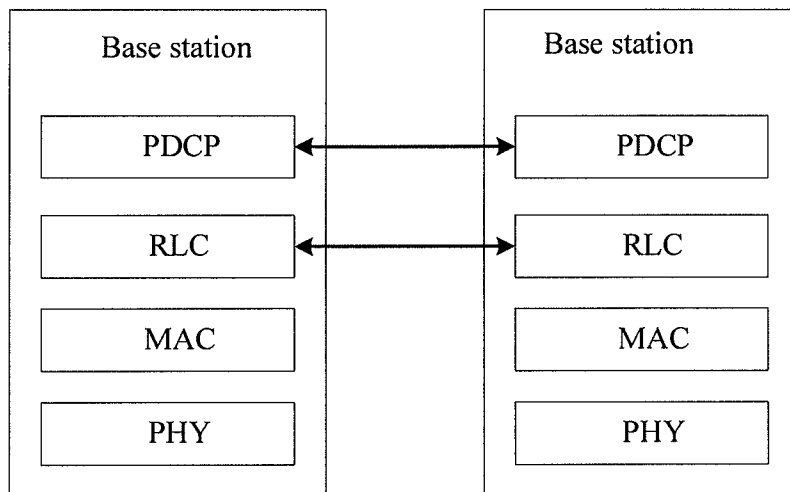 Base station
Base station
PDCP
PDCP
RLC
RLC
MAC
MAC
PHY
PHY